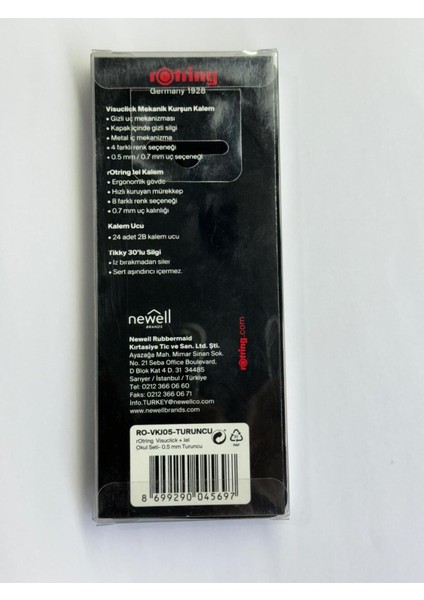 rotring
Germany 1928
Visuclick Mekanik Kurşun Kalem
• Gizli uç mekanizması
• Kapak içinde gizli silgi
• Metal iç mekanizma
• 4 farklı renk seçeneği
• 0.5 mm / 0.7 mm uç seçeneği
rOtring Jel Kalem
• Ergonomik gövde
• Hızlı kuruyan mürekkep
• 8 farklı renk seçeneği
• 0.7 mm uç kalınlığı
Kalem Ucu
• 24 adet 2B kalem ucu
Tikky 30'lu Silgi
• İz bırakmadan siler
• Sert aşındırıcı içermez.
newell
BRANDS
Newell Rubbermaid
Kırtasiye Tic ve San. Ltd. Şti.
Ayazağa Mah. Mimar Sinan Sok.
No. 21 Seba Office Boulevard,
D Blok Kat 4 D. 31 34485
Sarıyer / İstanbul / Türkiye
Tel: 0212 366 06 60
Faks: 0212 366 06 71
İnfo.TURKEY@newellco.com
www.newellbrands.com
rotring.com
RO-VKJ05-TURUNCU
rOtring Visuclick + Jel
Okul Seti- 0.5 mm Turuncu
8 699290 045697